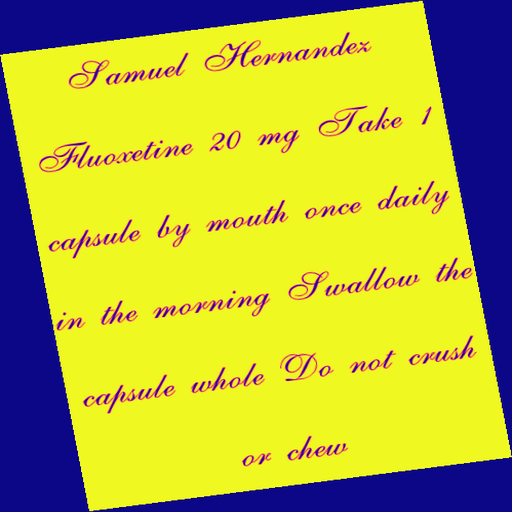 Samuel Hernandez
Fluoxetine 20 mg Take 1
capsule by mouth once daily
in the morning Swallow the
capsule whole Do not crush
or chew